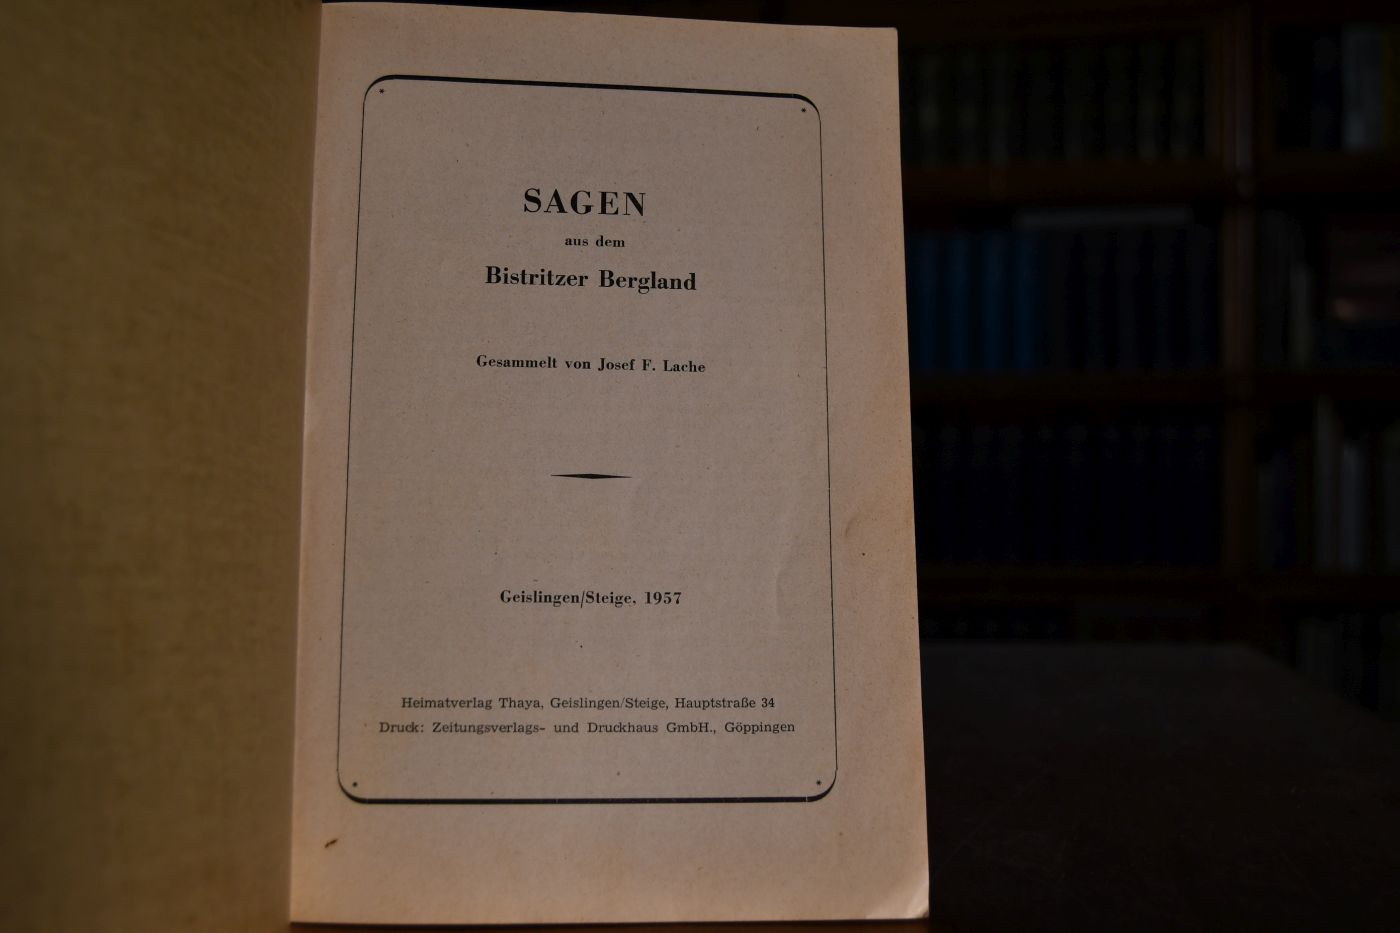 SAGEN
aus dem
Bistritzer Bergland
Gesammelt von Josef F. Lache
Geislingen/Steige, 1957
Heimatverlag Thaya, Geislingen/Steige, Hauptstraße 34
Druck: Zeitungsverlags- und Druckhaus GmbH., Göppingen